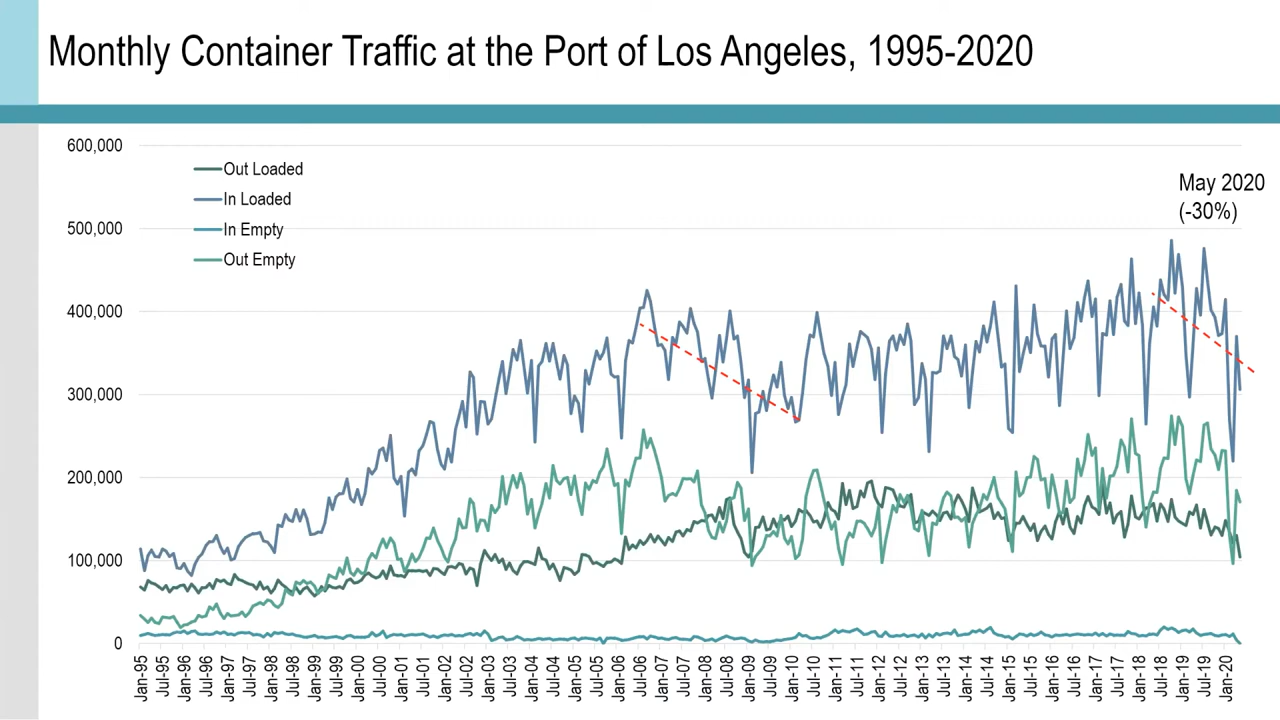 Monthly Container Traffic at the Port of Los Angeles, 1995-2020
600,000
500,000
400,000
300,000
200,000
100,000
0
Out Loaded
In Loaded
In Empty
Out Empty
May 2020
(-30%)
Jan-95
Jul-95
Jan-96
Jul-96
Jan-97
Jul-97
Jan-98
Jul-98
Jan-99
Jul-99
Jan-00
Jul-00
Jan-01
Jul-01
Jan-02
Jul-02
Jan-03
Jul-03
Jan-04
Jul-04
Jan-05
Jul-05
Jan-06
Jul-06
Jan-07
Jul-07
Jan-08
Jul-08
Jan-09
Jul-09
Jan-10
Jul-10
Jan-11
Jul-11
Jan-12
Jul-12
Jan-13
Jul-13
Jan-14
Jul-14
Jan-15
Jul-15
Jan-16
Jul-16
Jan-17
Jul-17
Jan-18
Jul-18
Jan-19
Jul-19
Jan-20